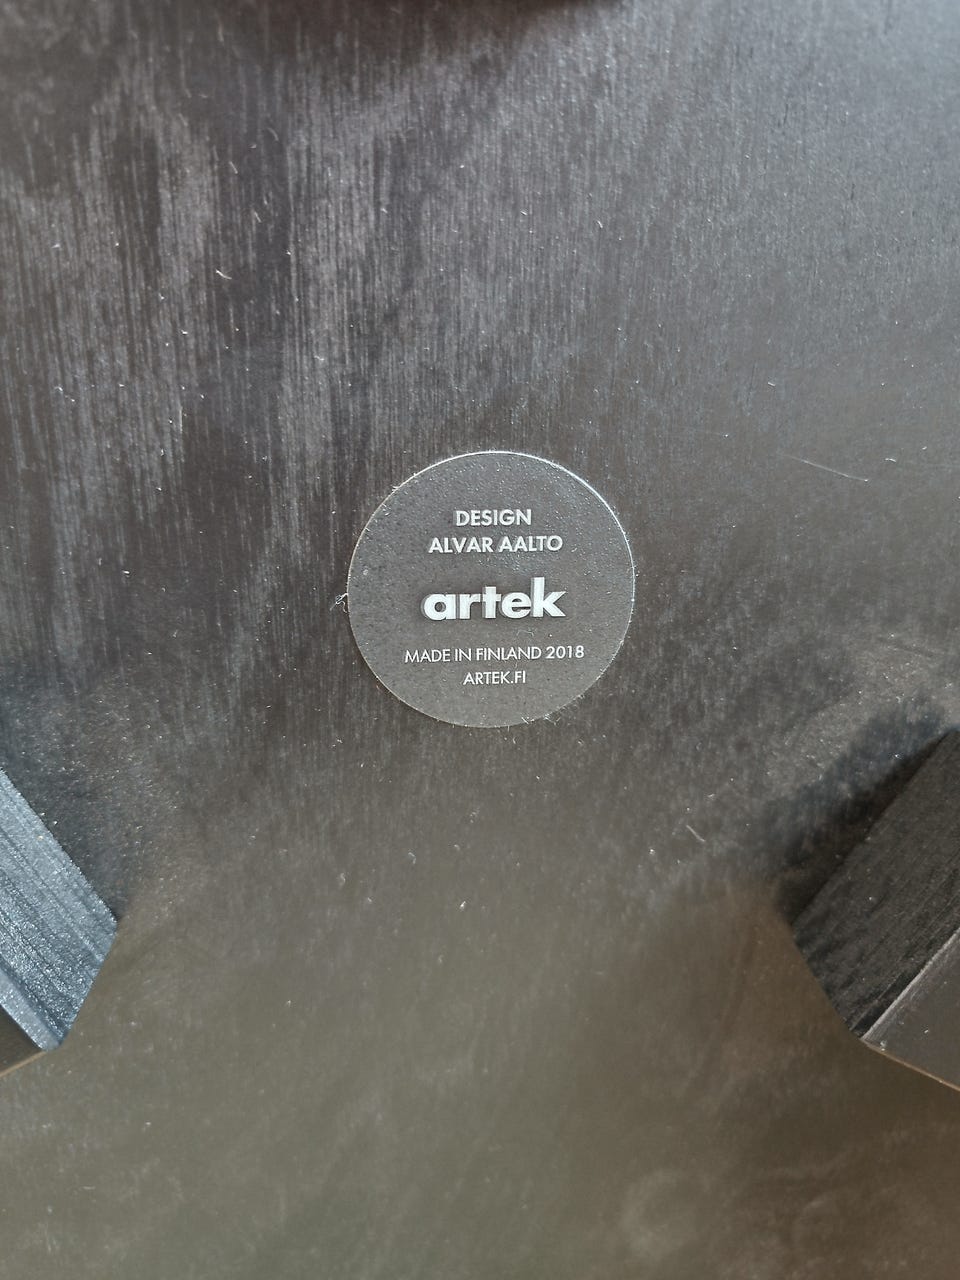 DESIGN
ALVAR AALTO
artek
MADE IN FINLAND 2018
ARTEK.FI